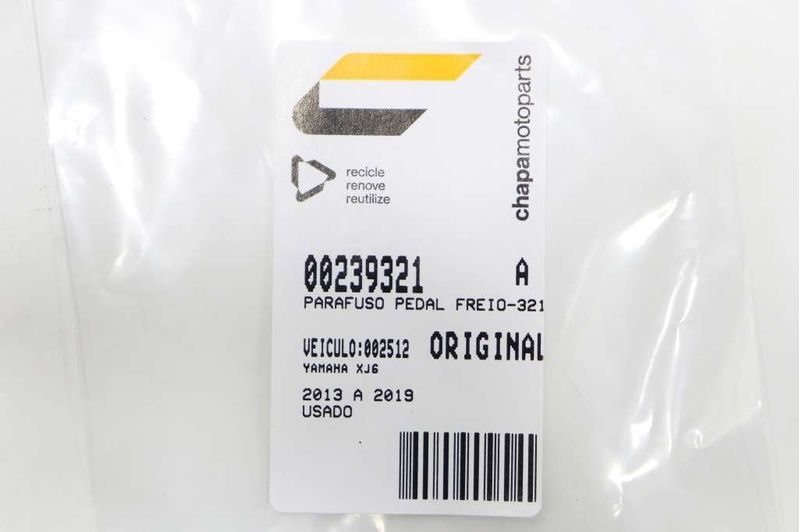 chapamotoparts
recicle
renove
reutilize
00239321 A
PARAFUSO PEDAL FREIO-321
VEICULO:002512 ORIGINAL
YAMAHA XJ6
2013 A 2019
USADO